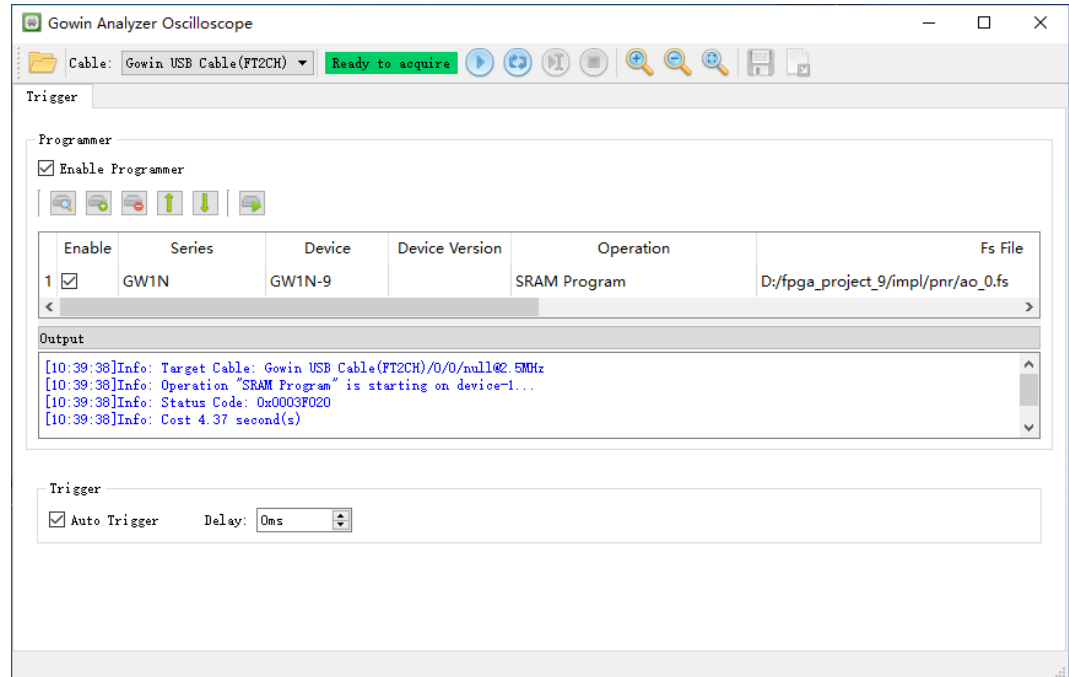 Gowin Analyzer Oscilloscope
Cable: Gowin USB Cable(FT2CH) Ready to acquire
Trigger
Programmer
Enable Programmer
Enable Series Device Device Version Operation Fs File
1 GW1N GW1N-9 SRAM Program D:/fpga_project_9/impl/pnr/ao_0.fs
Output
[10:39:38]Info: Target Cable: Gowin USB Cable(FT2CH)/0/0/null@2.5MHz
[10:39:38]Info: Operation "SRAM Program" is starting on device-1...
[10:39:38]Info: Status Code: 0x0003F020
[10:39:38]Info: Cost 4.37 second(s)
Trigger
Auto Trigger Delay: 0ms